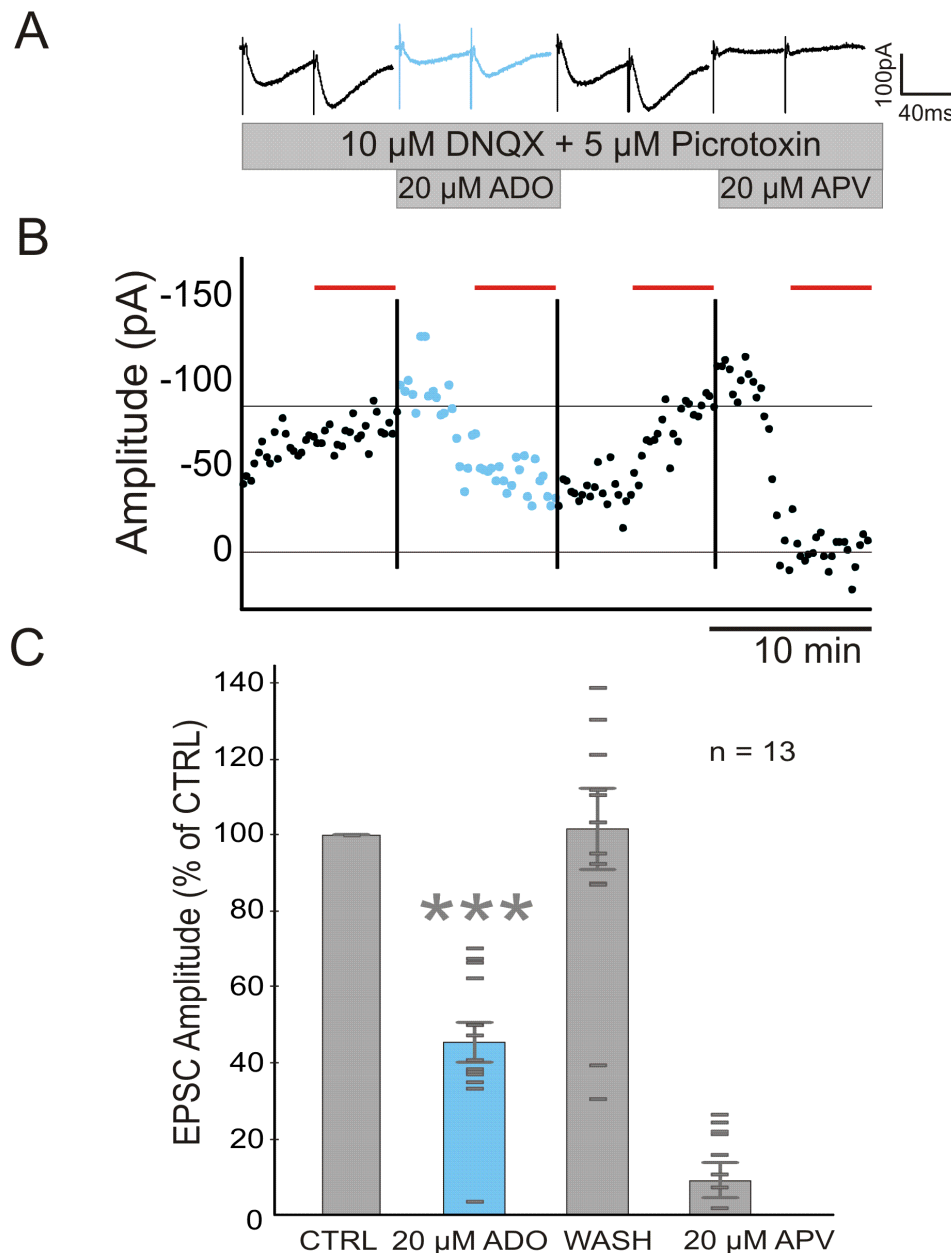 A
100pA
40ms
10 µM DNQX + 5 µM Picrotoxin
20 µM ADO
20 µM APV
B
Amplitude (pA)
-150
-100
-50
0
10 min
C
EPSC Amplitude (% of CTRL)
140
120
100
80
60
40
20
0
n = 13
***
CTRL
20 µM ADO
WASH
20 µM APV